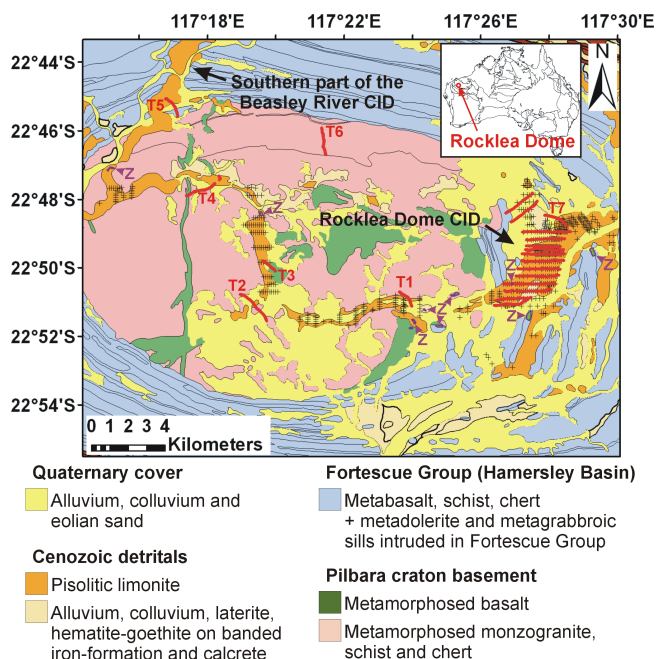 117°18'E 117°22'E 117°26'E 117°30'E
22°44'S
22°46'S
22°48'S
22°50'S
22°52'S
22°54'S
N
Rocklea Dome
Southern part of the
Beasley River CID
T5
T6
Z
T4
Z
Rocklea Dome CID
T7
Z
Z
T3
T2
T1
Z
Z
Z
0 1 2 3 4
Kilometers
Quaternary cover
Alluvium, colluvium and
eolian sand
Cenozoic detritals
Pisolitic limonite
Alluvium, colluvium, laterite,
hematite-goethite on banded
iron-formation and calcrete
Fortescue Group (Hamersley Basin)
Metabasalt, schist, chert
+ metadolerite and metagrabbroic
sills intruded in Fortescue Group
Pilbara craton basement
Metamorphosed basalt
Metamorphosed monzogranite,
schist and chert